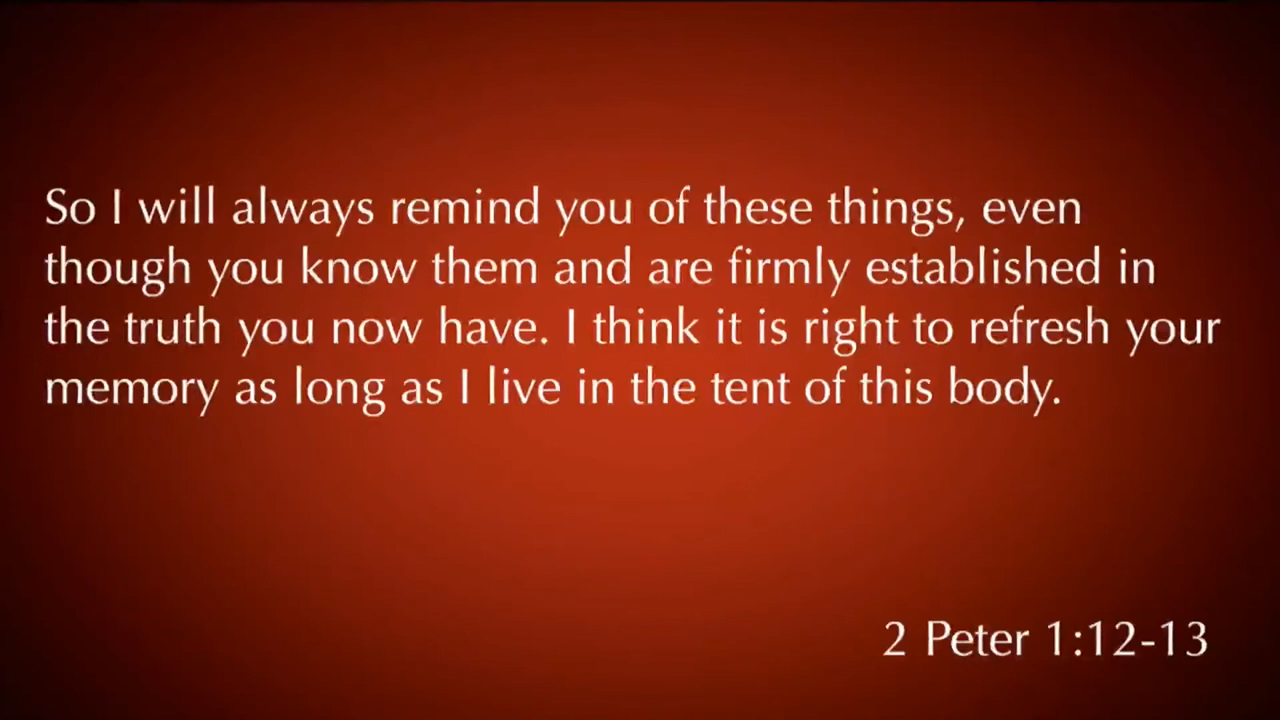 So I will always remind you of these things, even
though you know them and are firmly established in
the truth you now have. I think it is right to refresh your
memory as long as I live in the tent of this body.
2 Peter 1:12-13